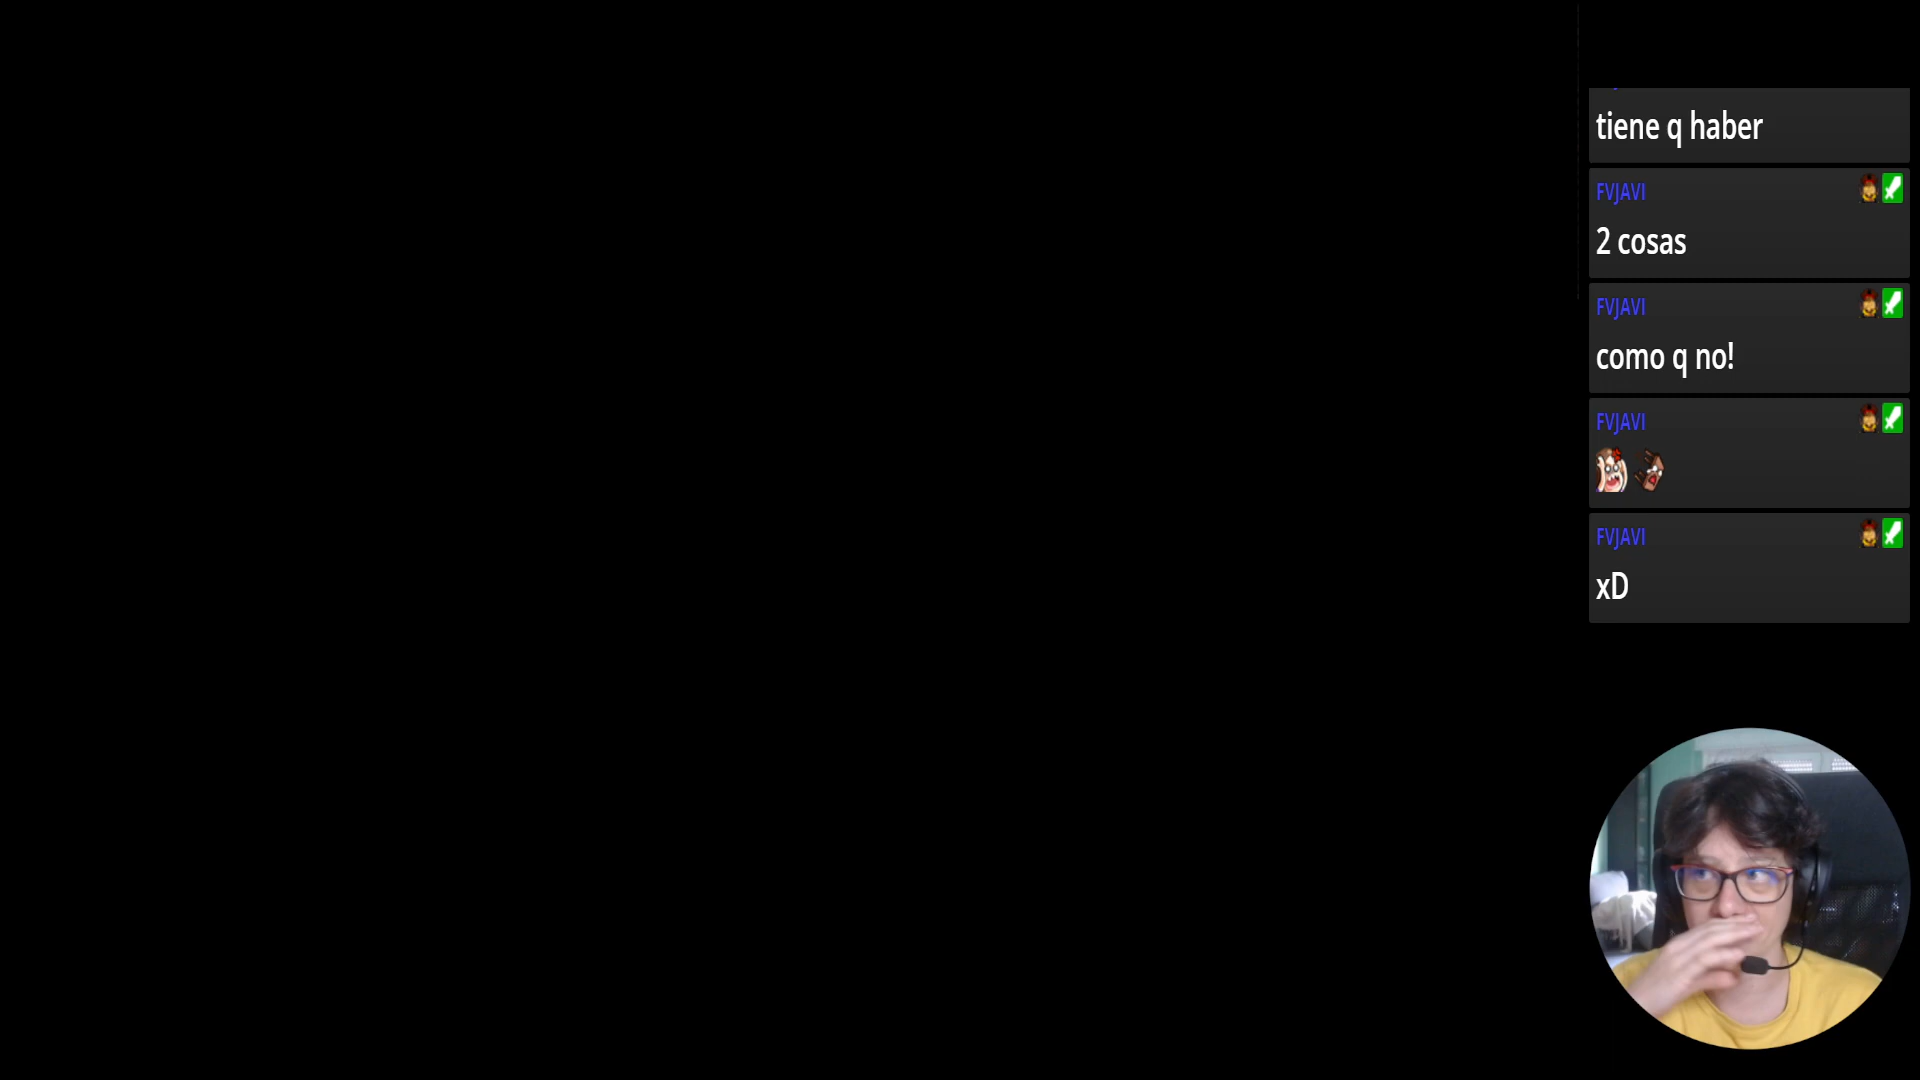 tiene q haber
FVJAVI
2 cosas
FVJAVI
como q no!
FVJAVI
FVJAVI
xD